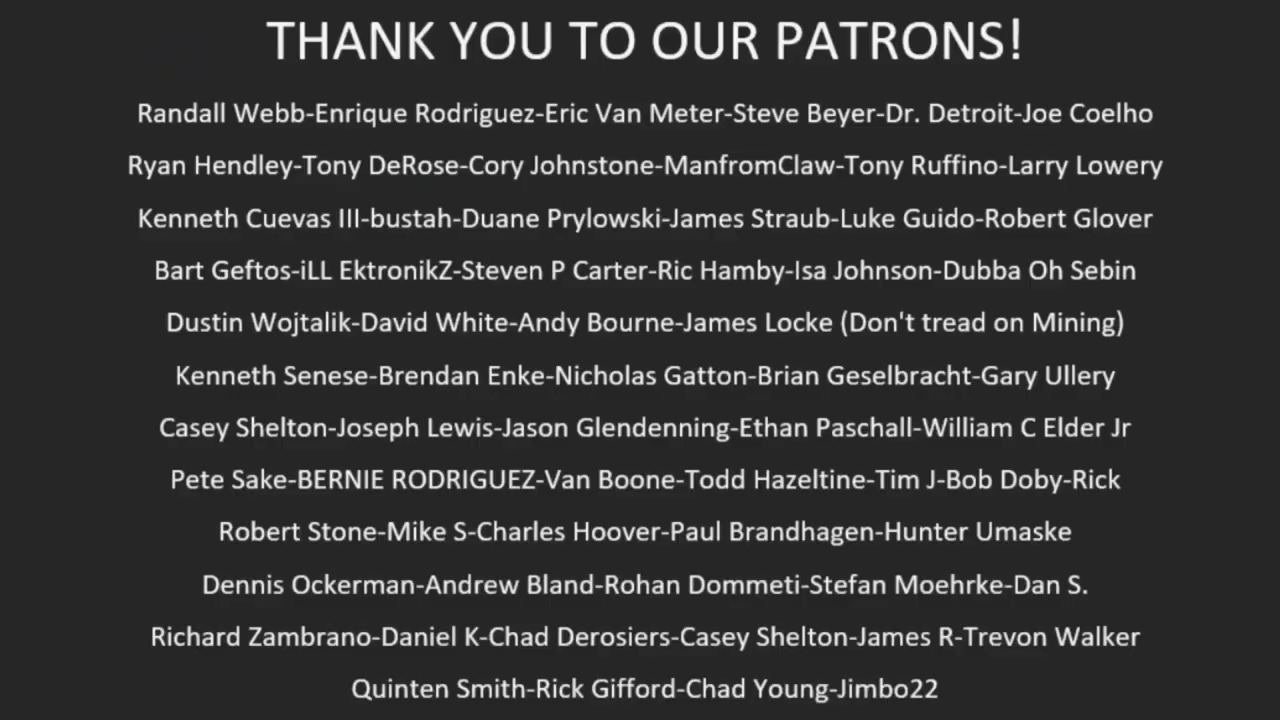 THANK YOU TO OUR PATRONS!
Randall Webb-Enrique Rodriguez-Eric Van Meter-Steve Beyer-Dr. Detroit-Joe Coelho
Ryan Hendley-Tony DeRose-Cory Johnstone-ManfromClaw-Tony Ruffino-Larry Lowery
Kenneth Cuevas III-bustah-Duane Prylowski-James Straub-Luke Guido-Robert Glover
Bart Geftos-iLL EktronikZ-Steven P Carter-Ric Hamby-Isa Johnson-Dubba Oh Sebin
Dustin Wojtalik-David White-Andy Bourne-James Locke (Don't tread on Mining)
Kenneth Senese-Brendan Enke-Nicholas Gatton-Brian Geselbracht-Gary Ullery
Casey Shelton-Joseph Lewis-Jason Glendenning-Ethan Paschall-William C Elder Jr
Pete Sake-BERNIE RODRIGUEZ-Van Boone-Todd Hazeltine-Tim J-Bob Doby-Rick
Robert Stone-Mike S-Charles Hoover-Paul Brandhagen-Hunter Umaske
Dennis Ockerman-Andrew Bland-Rohan Dommeti-Stefan Moehrke-Dan S.
Richard Zambrano-Daniel K-Chad Derosiers-Casey Shelton-James R-Trevon Walker
Quinten Smith-Rick Gifford-Chad Young-Jimbo22